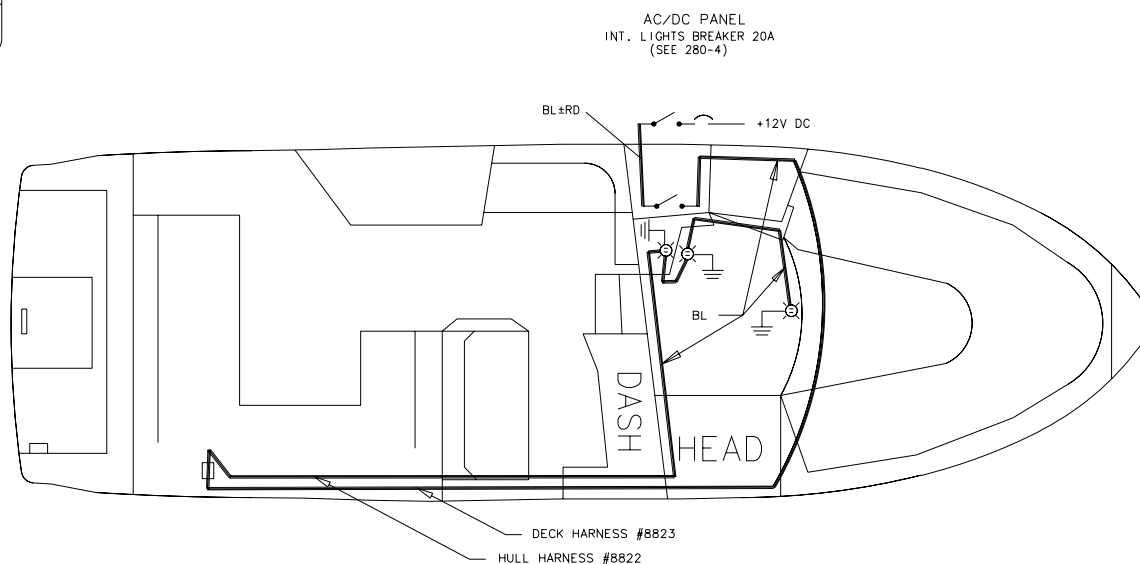 AC/DC PANEL
INT. LIGHTS BREAKER 20A
(SEE 280-4)
BL±RD
+12V DC
BL
DASH
HEAD
DECK HARNESS #8823
HULL HARNESS #8822